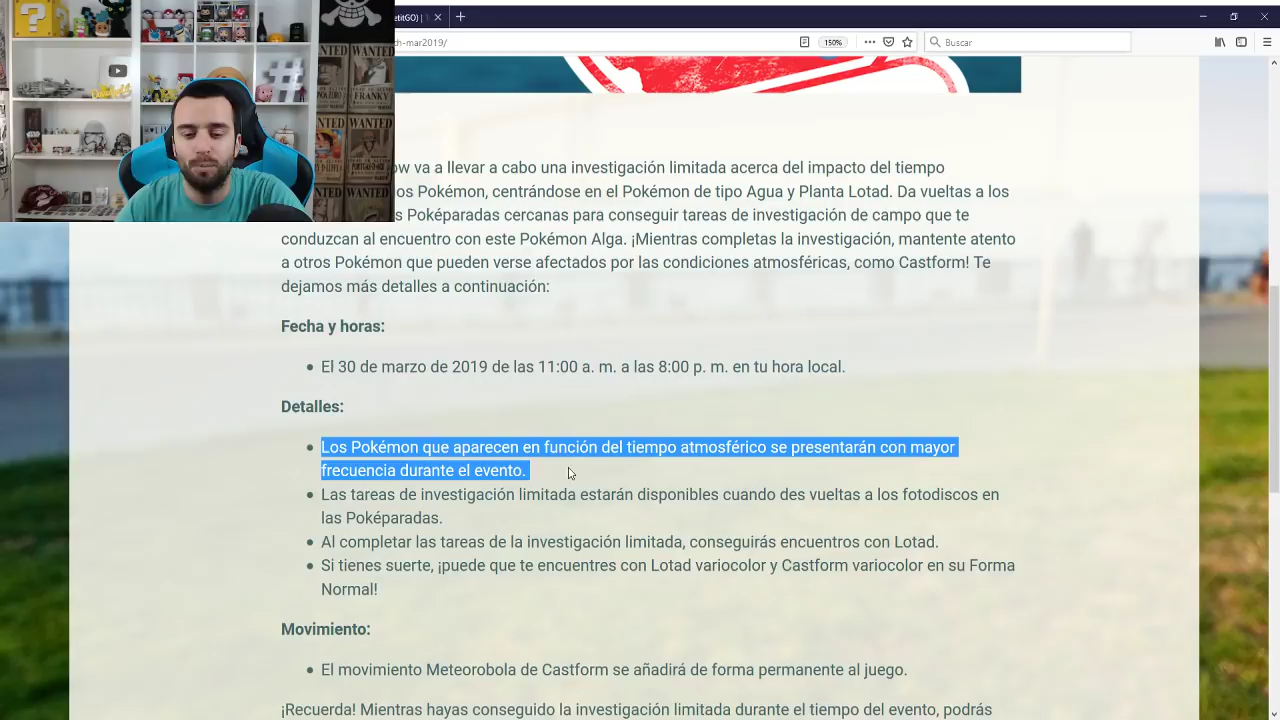 etitGO) |
th-mar2019/
150%
Buscar
WANTED
WANTED
FRANKY
WANTED
WANTED
ow va a llevar a cabo una investigación limitada acerca del impacto del tiempo
os Pokémon, centrándose en el Pokémon de tipo Agua y Planta Lotad. Da vueltas a los
s Poképaradas cercanas para conseguir tareas de investigación de campo que te
conduzcan al encuentro con este Pokémon Alga. ¡Mientras completas la investigación, mantente atento
a otros Pokémon que pueden verse afectados por las condiciones atmosféricas, como Castform! Te
dejamos más detalles a continuación:
Fecha y horas:
• El 30 de marzo de 2019 de las 11:00 a. m. a las 8:00 p. m. en tu hora local.
Detalles:
• Los Pokémon que aparecen en función del tiempo atmosférico se presentarán con mayor
frecuencia durante el evento.
• Las tareas de investigación limitada estarán disponibles cuando des vueltas a los fotodiscos en
las Poképaradas.
• Al completar las tareas de la investigación limitada, conseguirás encuentros con Lotad.
• Si tienes suerte, ¡puede que te encuentres con Lotad variocolor y Castform variocolor en su Forma
Normal!
Movimiento:
• El movimiento Meteorobola de Castform se añadirá de forma permanente al juego.
¡Recuerda! Mientras hayas conseguido la investigación limitada durante el tiempo del evento, podrás